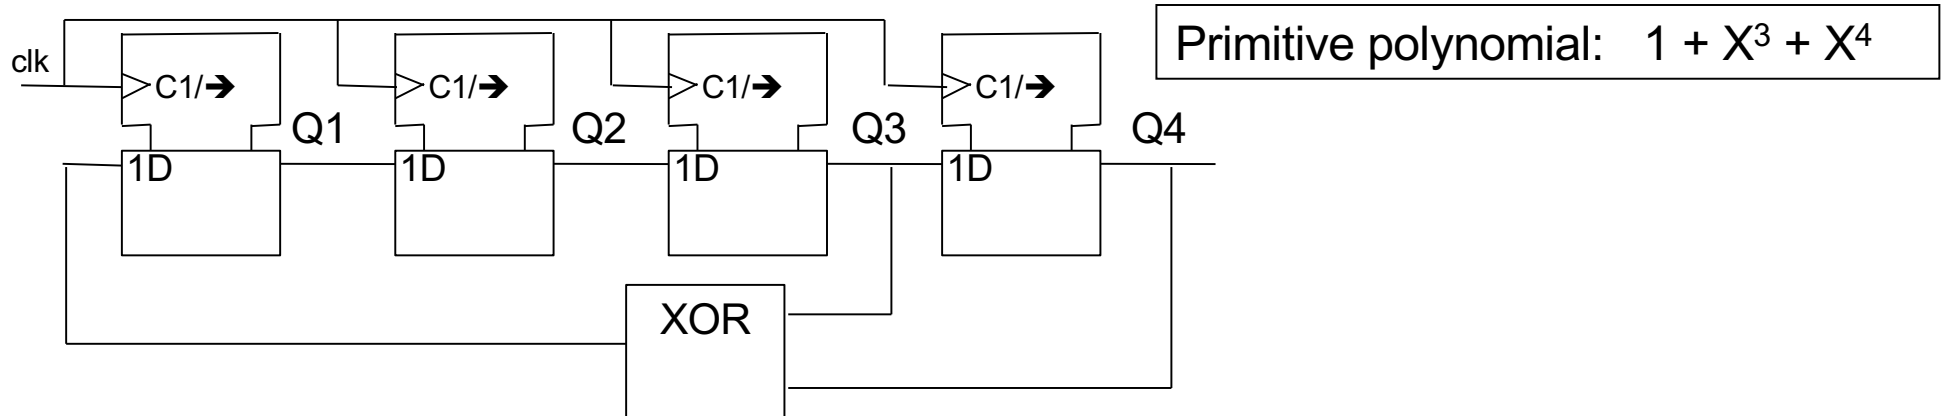 Primitive polynomial: 1 + X³ + X⁴
clk
C1/➔ C1/➔ C1/➔ C1/➔
Q1 Q2 Q3 Q4
1D 1D 1D 1D
XOR